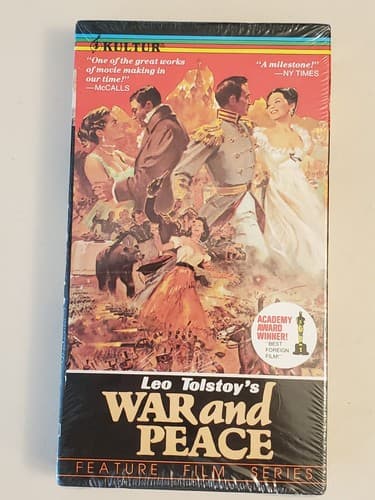 KULTUR
"One of the great works
of movie making in
our time!"
—McCALLS
"A milestone!"
—NY TIMES
ACADEMY
AWARD
WINNER!
"BEST
FOREIGN
FILM"
Leo Tolstoy's
WAR and
PEACE
FEATURE FILM SERIES